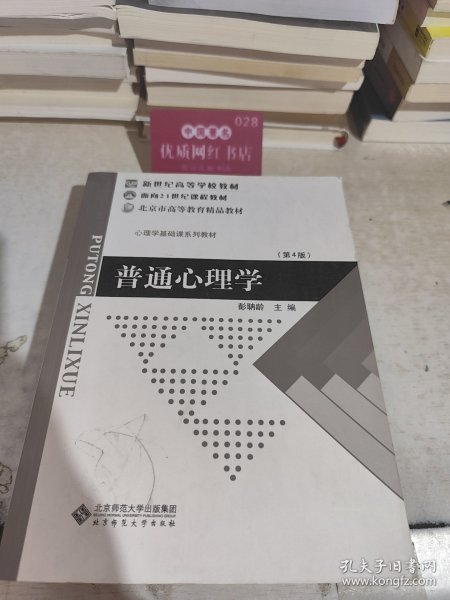 028
中国著名
优质网红书店
新世纪高等学校教材
面向21世纪课程教材
北京市高等教育精品教材
心理学基础课系列教材
(第4版)
普通心理学
彭聃龄 主编
PUTONG XINLIXUE
北京师范大学出版集团
BEIJING NORMAL UNIVERSITY PUBLISHING GROUP
北京师范大学出版社
孔夫子旧书网
www.kongfz.com